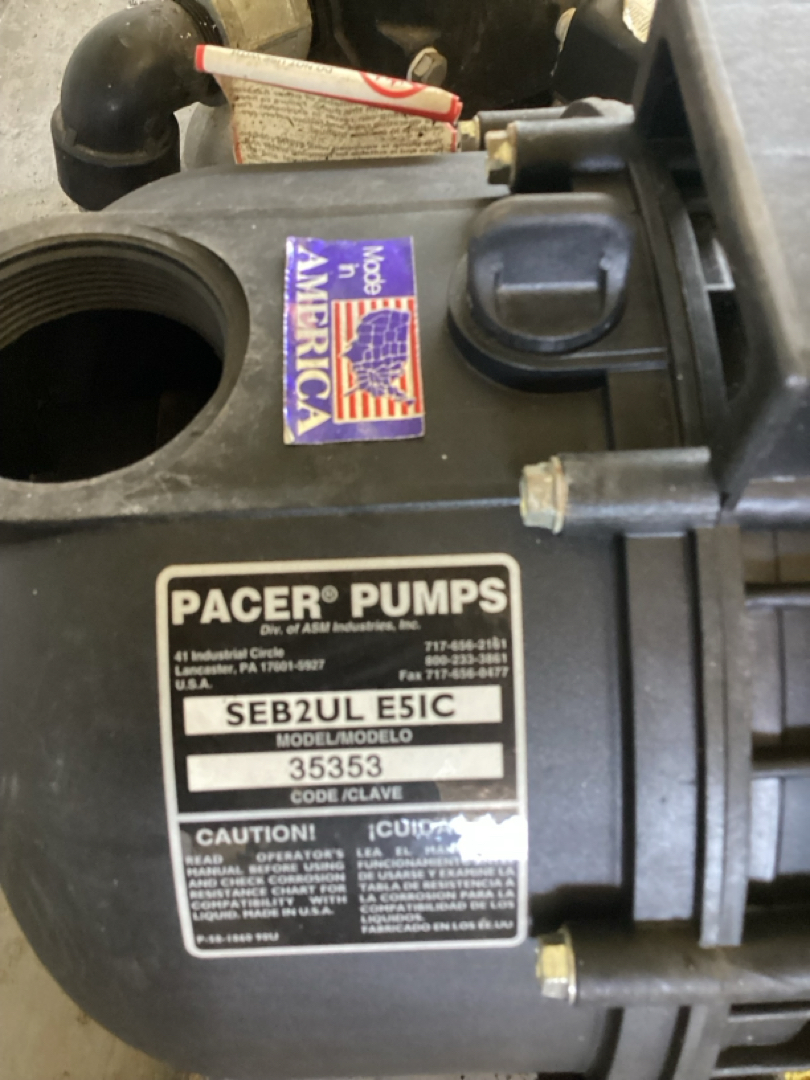 Made
in
AMERICA
PACER® PUMPS
Div. of ASM Industries, Inc.
41 Industrial Circle
Lancaster, PA 17601-5927
U.S.A.
717-656-2161
800-233-3861
Fax 717-656-0477
SEB2UL E5IC
MODEL/MODELO
35353
CODE/CLAVE
CAUTION!
READ OPERATOR'S
MANUAL BEFORE USING
AND CHECK CORROSION
RESISTANCE CHART FOR
COMPATIBILITY WITH
LIQUID. MADE IN U.S.A.
LEA EL
FUNCIONAMIENTO
DE USARSE Y EXAMINE LA
TABLA DE RESISTENCIA A
LA CORROSION PARA LA
COMPATIBILIDAD DE LOS
LIQUIDOS.
FABRICADO EN LOS EE.UU